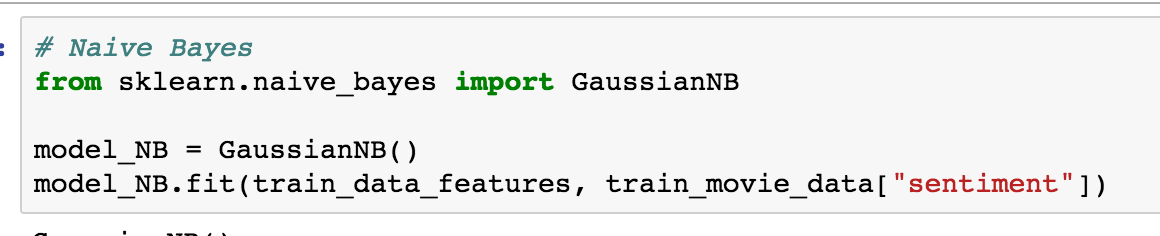 # Naive Bayes
from sklearn.naive_bayes import GaussianNB
model_NB = GaussianNB()
model_NB.fit(train_data_features, train_movie_data["sentiment"])